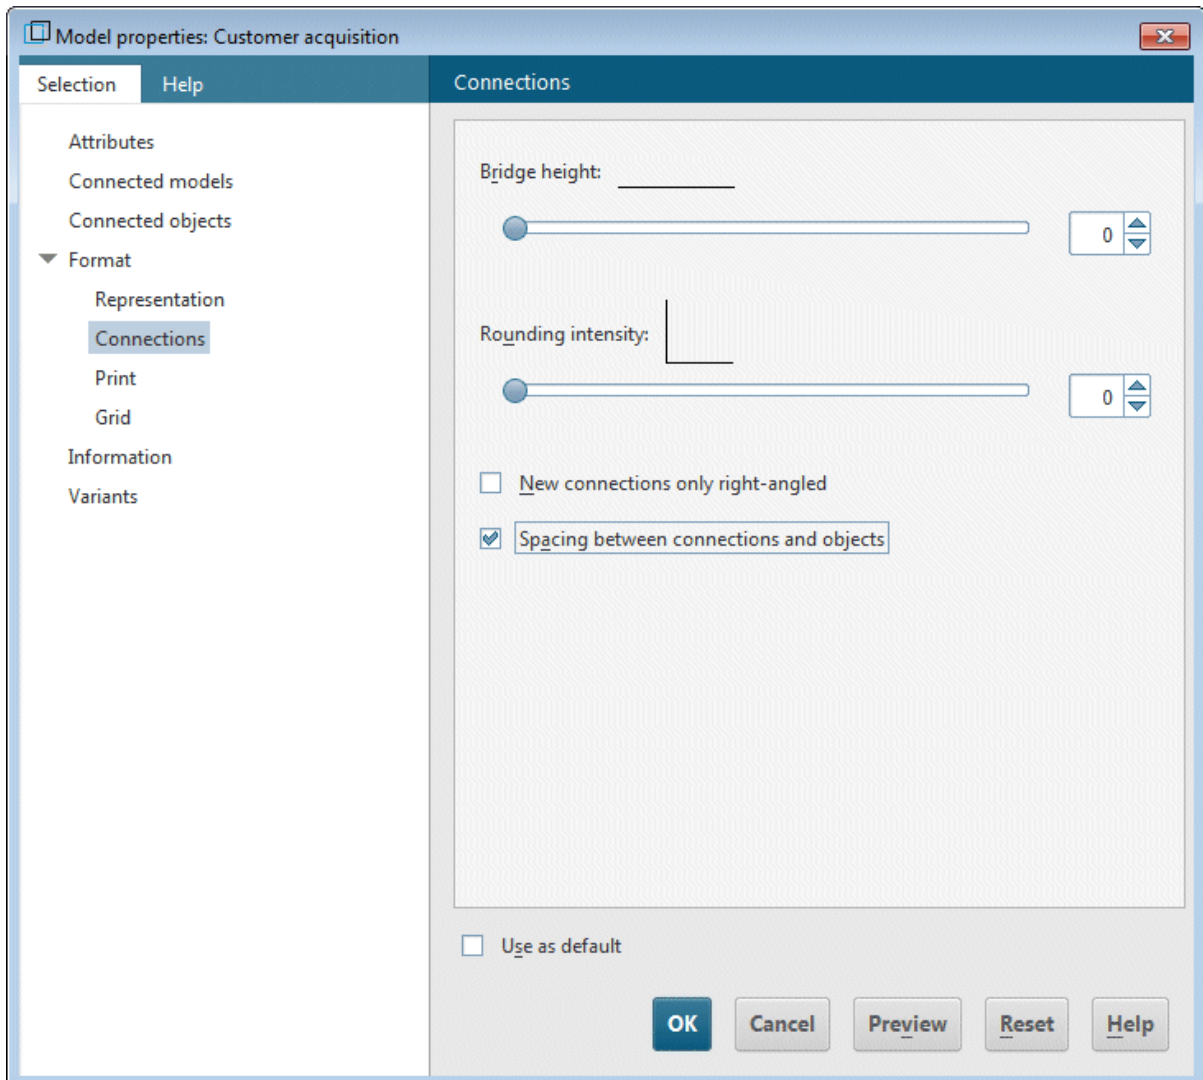 Model properties: Customer acquisition
Selection
Help
Attributes
Connected models
Connected objects
Format
Representation
Connections
Print
Grid
Information
Variants
Connections
Bridge height:
0
Rounding intensity:
0
New connections only right-angled
Spacing between connections and objects
Use as default
OK
Cancel
Preview
Reset
Help